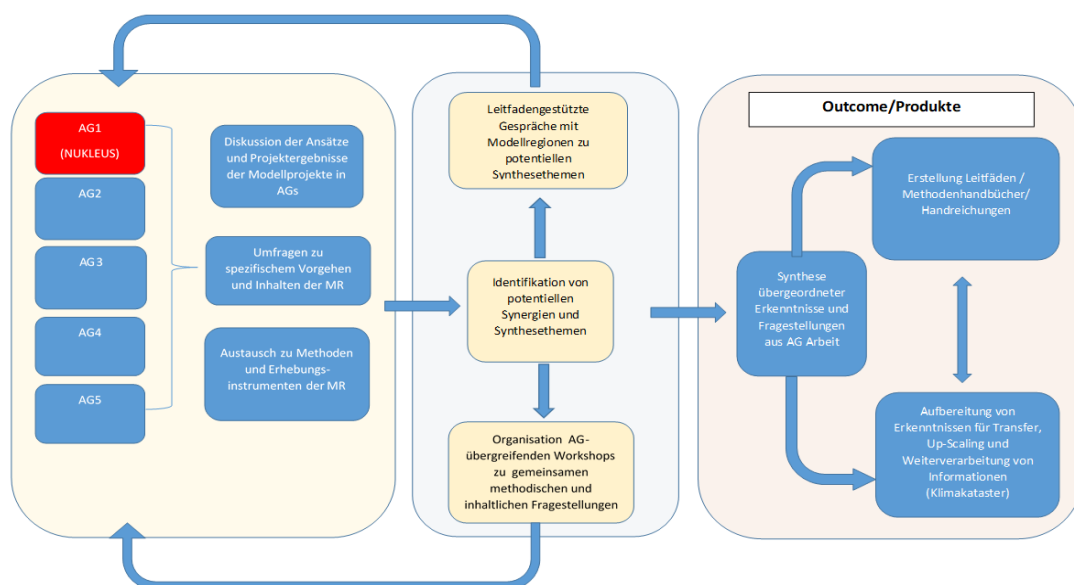 AG1
(NUKLEUS)
AG2
AG3
AG4
AG5
Diskussion der Ansätze
und Projektergebnisse
der Modellprojekte in
AGs
Umfragen zu
spezifischem Vorgehen
und Inhalten der MR
Austausch zu Methoden
und Erhebungs-
instrumenten der MR
Leitfadengestützte
Gespräche mit
Modellregionen zu
potentiellen
Synthesethemen
Identifikation von
potentiellen
Synergien und
Synthesethemen
Organisation AG-
übergreifenden Workshops
zu gemeinsamen
methodischen und
inhaltlichen Fragestellungen
Outcome/Produkte
Synthese
übergeordneter
Erkenntnisse und
Fragestellungen
aus AG Arbeit
Erstellung Leitfäden /
Methodenhandbücher/
Handreichungen
Aufbereitung von
Erkenntnissen für Transfer,
Up-Scaling und
Weiterverarbeitung von
Informationen
(Klimakataster)